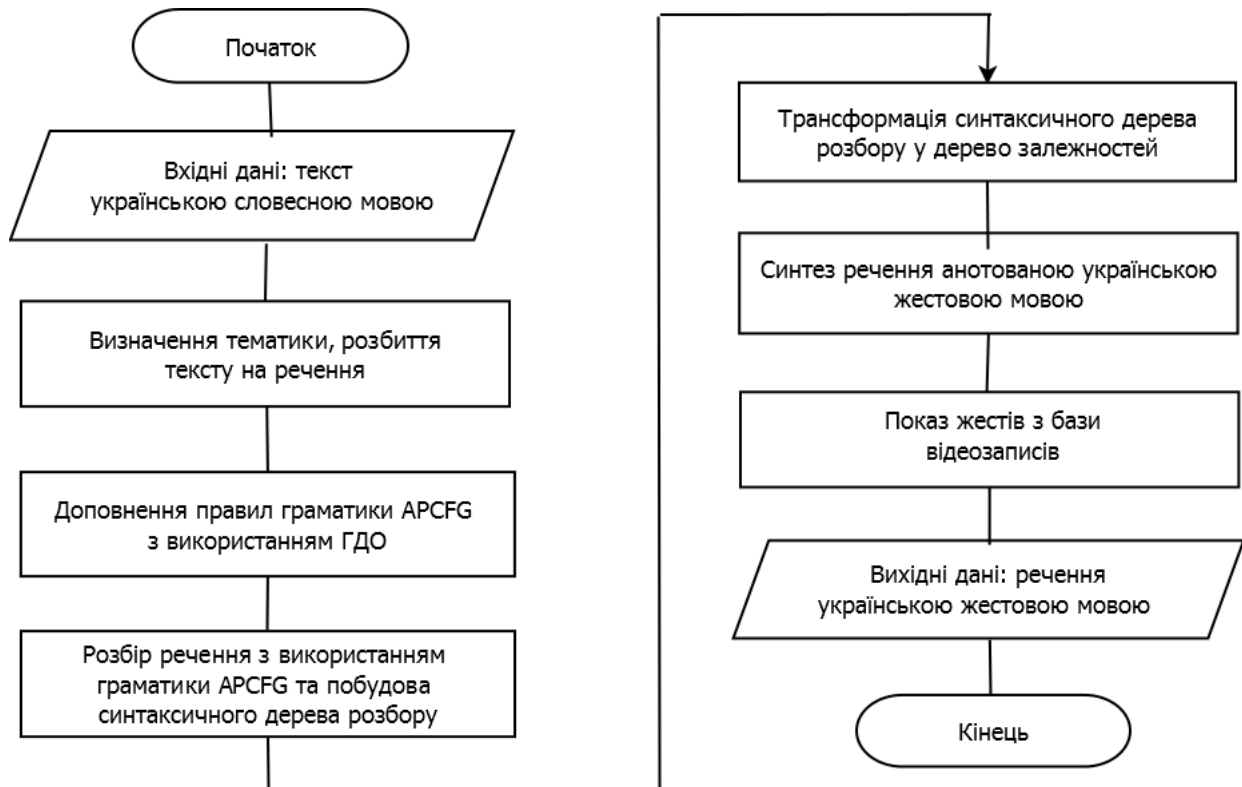 Початок
Вхідні дані: текст
українською словесною мовою
Визначення тематики, розбиття
тексту на речення
Доповнення правил граматики APCFG
з використанням ГДО
Розбір речення з використанням
граматики APCFG та побудова
синтаксичного дерева розбору
Трансформація синтаксичного дерева
розбору у дерево залежностей
Синтез речення анотованою українською
жестовою мовою
Показ жестів з бази
відеозаписів
Вихідні дані: речення
українською жестовою мовою
Кінець